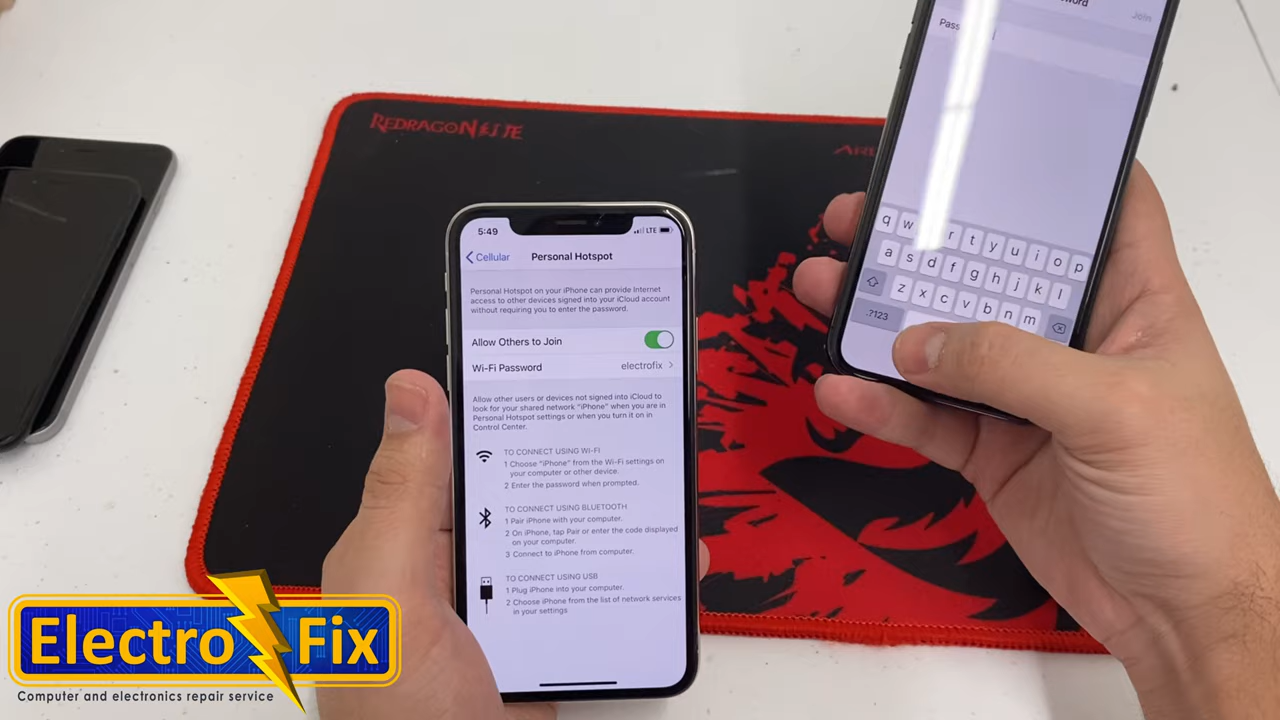 Join
Pass
q w r t y u i o p
a s d f g h j k l
z x c v b n m
.?123
REDRAGON
5:49
LTE
Cellular
Personal Hotspot
Personal Hotspot on your iPhone can provide Internet
access to other devices signed into your iCloud account
without requiring you to enter the password.
Allow Others to Join
Wi-Fi Password electrofix
Allow other users or devices not signed into iCloud to
look for your shared network "iPhone" when you are in
Personal Hotspot settings or when you turn it on in
Control Center.
TO CONNECT USING WI-FI
1 Choose "iPhone" from the Wi-Fi settings on
your computer or other device.
2 Enter the password when prompted.
TO CONNECT USING BLUETOOTH
1 Pair iPhone with your computer.
2 On iPhone, tap Pair or enter the code displayed
on your computer.
3 Connect to iPhone from computer.
TO CONNECT USING USB
1 Plug iPhone into your computer.
2 Choose iPhone from the list of network services
in your settings
Electro Fix
Computer and electronics repair service